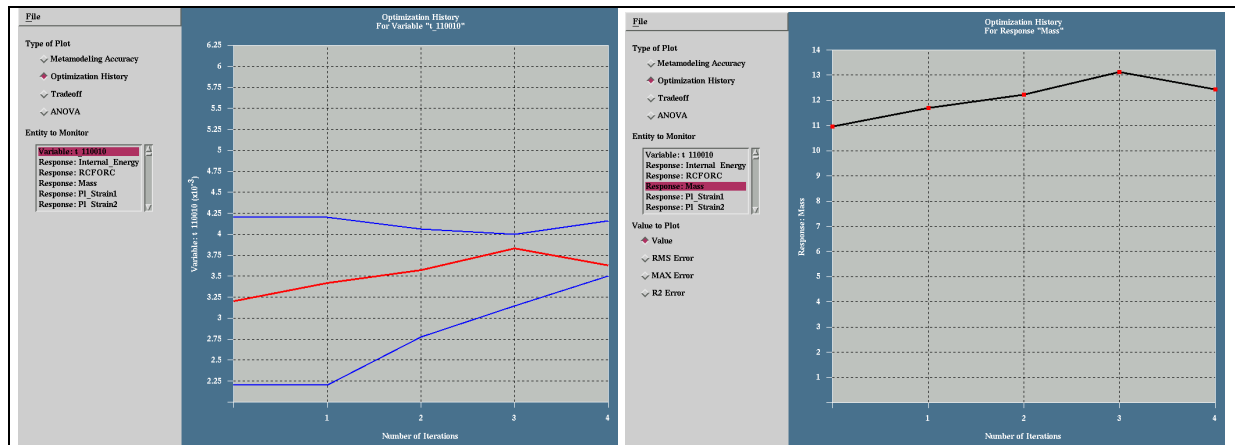 File
Type of Plot
Metamodeling Accuracy
Optimization History
Tradeoff
ANOVA
Entity to Monitor
Variable: t_110010
Response: Internal_Energy
Response: RCFORC
Response: Mass
Response: Pl_Strain1
Response: Pl_Strain2
Optimization History
For Variable "t_110010"
Variable: t_110010 (x10^-3)
6.25
6
5.75
5.5
5.25
5
4.75
4.5
4.25
4
3.75
3.5
3.25
3
2.75
2.5
2.25
1
2
3
4
Number of Iterations
File
Type of Plot
Metamodeling Accuracy
Optimization History
Tradeoff
ANOVA
Entity to Monitor
Variable: t_110010
Response: Internal_Energy
Response: RCFORC
Response: Mass
Response: Pl_Strain1
Response: Pl_Strain2
Value to Plot
Value
RMS Error
MAX Error
R2 Error
Optimization History
For Response "Mass"
Response: Mass
14
13
12
11
10
9
8
7
6
5
4
3
2
1
1
2
3
4
Number of Iterations